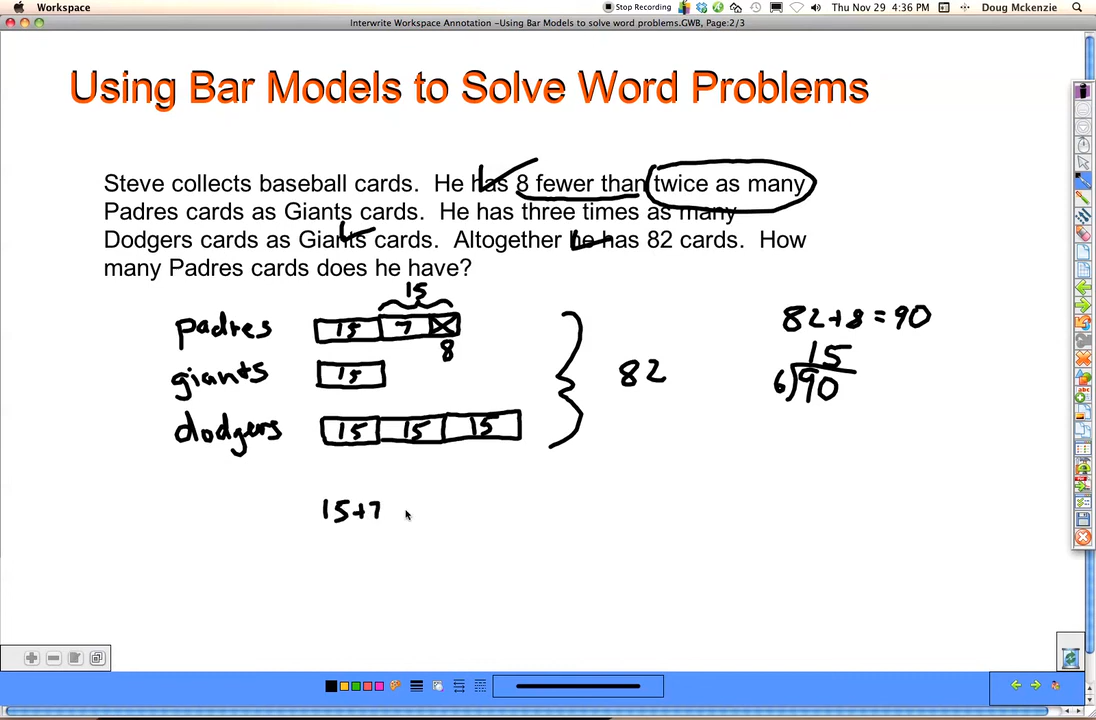 Workspace
Stop Recording
Thu Nov 29 4:36 PM Doug Mckenzie
Interwrite Workspace Annotation -Using Bar Models to solve word problems.GWB, Page:2/3
Using Bar Models to Solve Word Problems
Steve collects baseball cards. He has 8 fewer than twice as many
Padres cards as Giants cards. He has three times as many
Dodgers cards as Giants cards. Altogether he has 82 cards. How
many Padres cards does he have?
15
padres 15 7
8
giants 15
dodgers 15 15 15
82
82+8=90
15
6)90
15+7